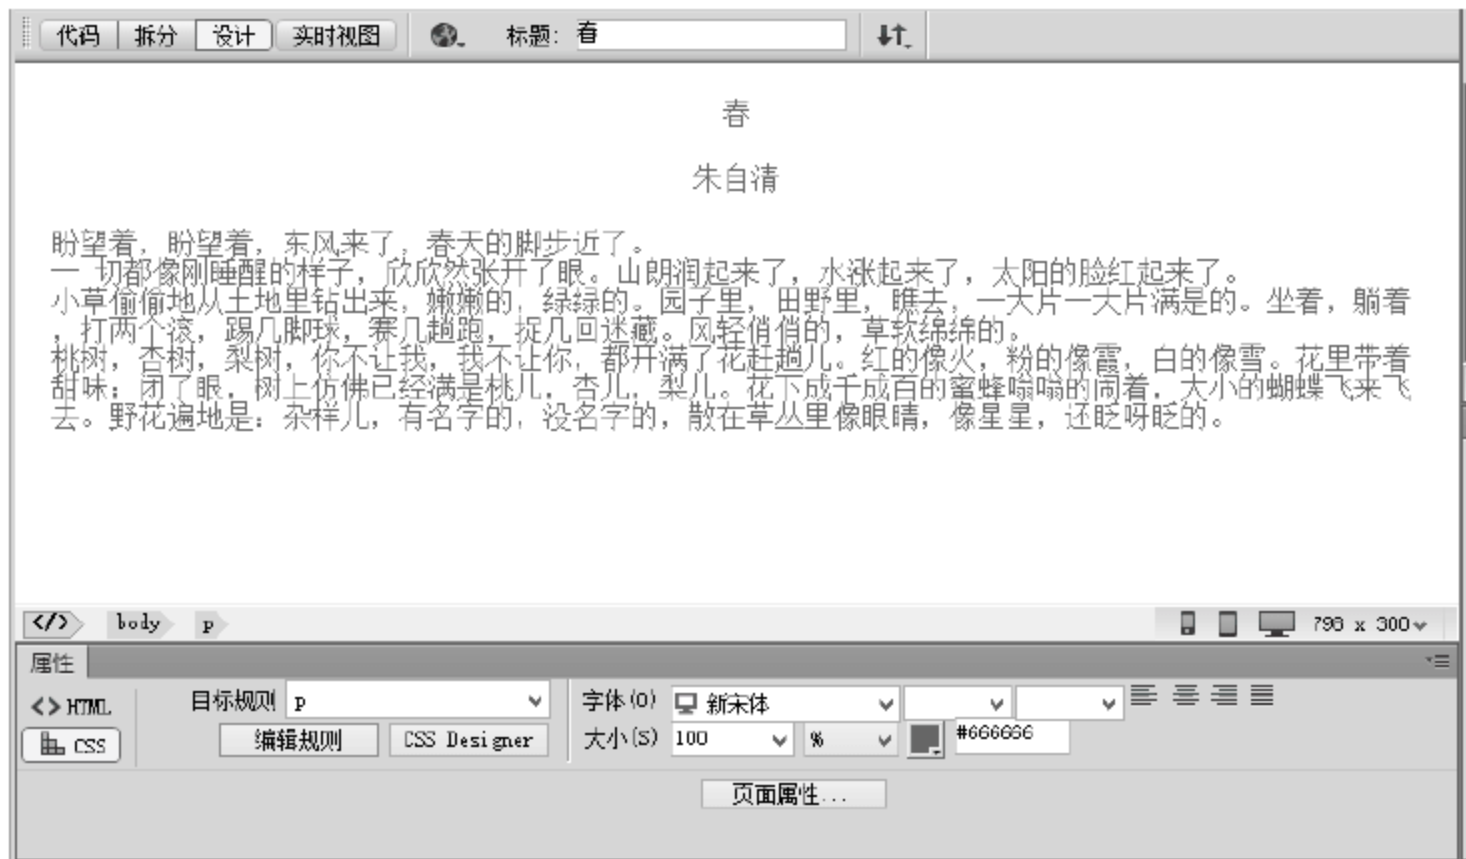 代码 拆分 设计 实时视图 标题: 春
春
朱自清
盼望着，盼望着，东风来了，春天的脚步近了。
一 切都像刚睡醒的样子，欣欣然张开了眼。山朗润起来了，水涨起来了，太阳的脸红起来了。
小草偷偷地从土地里钻出来，嫩嫩的，绿绿的。园子里，田野里，瞧去，一大片一大片满是的。坐着，躺着
，打两个滚，踢几脚球，赛几趟跑，捉几回迷藏。风轻俏俏的，草软绵绵的。
桃树，杏树，梨树，你不让我，我不让你，都开满了花赶趟儿。红的像火，粉的像霞，白的像雪。花里带着
甜味；闭了眼，树上仿佛已经满是桃儿，杏儿，梨儿。花下成千成百的蜜蜂嗡嗡的闹着，大小的蝴蝶飞来飞
去。野花遍地是：杂样儿，有名字的，没名字的，散在草丛里像眼睛，像星星，还眨呀眨的。
</> body p 798 x 300
属性
<> HTML 目标规则 p 字体(O) 新宋体
CSS 编辑规则 CSS Designer 大小(S) 100 % #666666
页面属性...